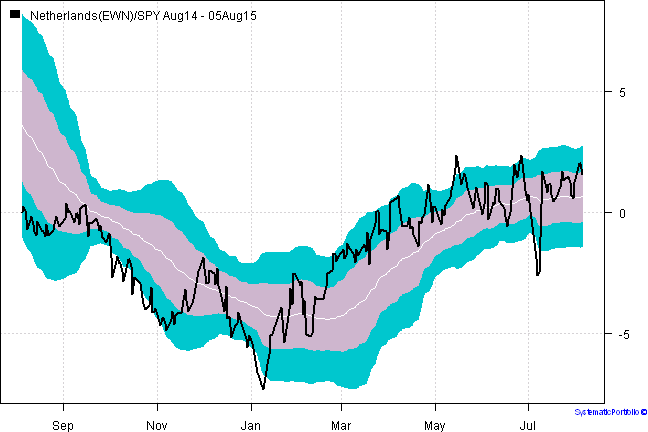 Netherlands(EWN)/SPY Aug14 - 05Aug15
5
0
-5
Sep Nov Jan Mar May Jul
SystematicPortfolio ©